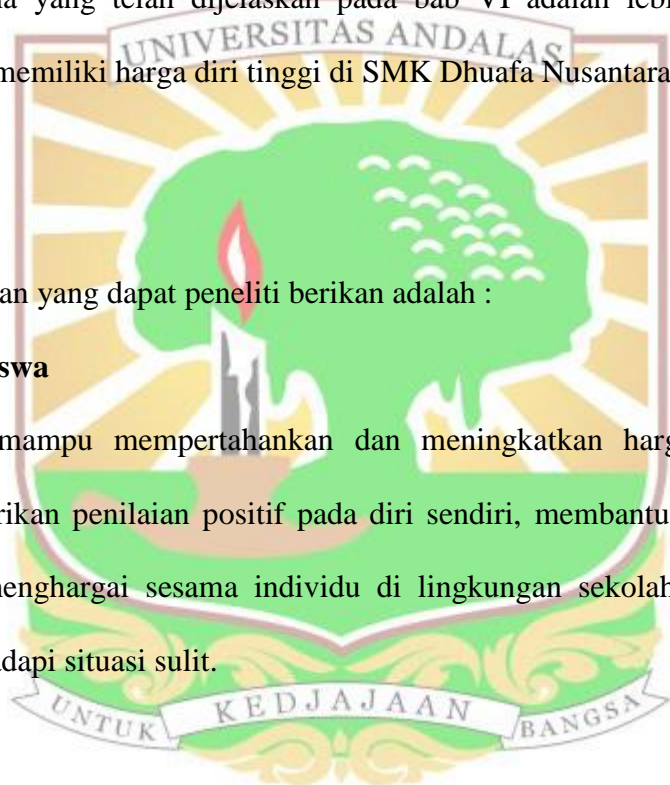 yang telah dijelaskan pada bab VI adalah lebi
UNIVERSITAS ANDALAS
memiliki harga diri tinggi di SMK Dhuafa Nusantara
an yang dapat peneliti berikan adalah :
swa
mampu mempertahankan dan meningkatkan harg
rikan penilaian positif pada diri sendiri, membantu
menghargai sesama individu di lingkungan sekolah
adapi situasi sulit.
UNTUK KEDJAJAAN BANGSA